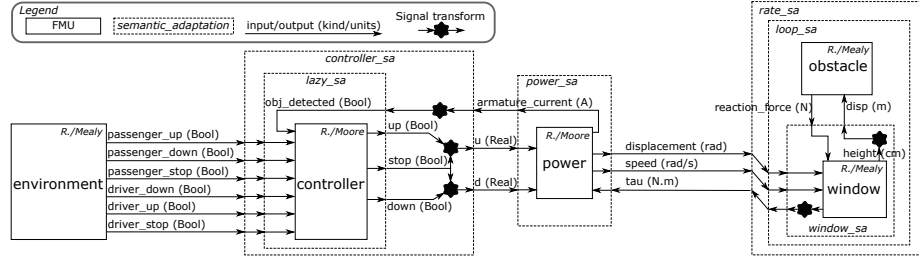 Legend
FMU
semantic_adaptation
input/output (kind/units)
Signal transform
rate_sa
loop_sa
R./Mealy
obstacle
controller_sa
lazy_sa
power_sa
obj_detected (Bool)
armature_current (A)
reaction_force (N)
disp (m)
R./Mealy
environment
passenger_up (Bool)
passenger_down (Bool)
passenger_stop (Bool)
driver_down (Bool)
driver_up (Bool)
driver_stop (Bool)
R./Moore
controller
up (Bool)
stop (Bool)
down (Bool)
u (Real)
d (Real)
R./Moore
power
displacement (rad)
speed (rad/s)
tau (N.m)
height (cm)
R./Mealy
window
window_sa